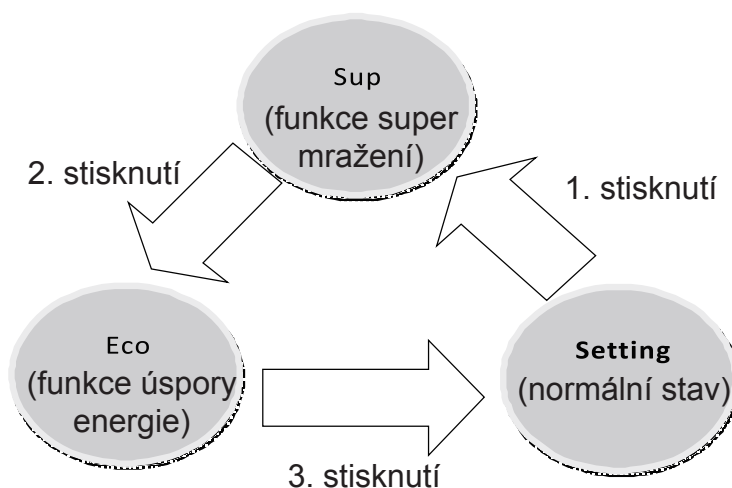 Sup
(funkce super
mražení)
2. stisknutí
1. stisknutí
Eco
(funkce úspory
energie)
Setting
(normální stav)
3. stisknutí